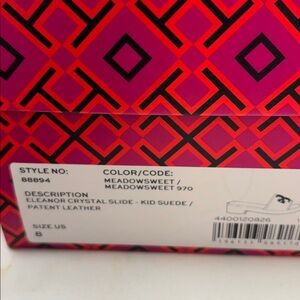 STYLE NO:
88894
COLOR/CODE:
MEADOWSWEET /
MEADOWSWEET 970
DESCRIPTION
ELEANOR CRYSTAL SLIDE - KID SUEDE /
PATENT LEATHER
4400120826
SIZE US